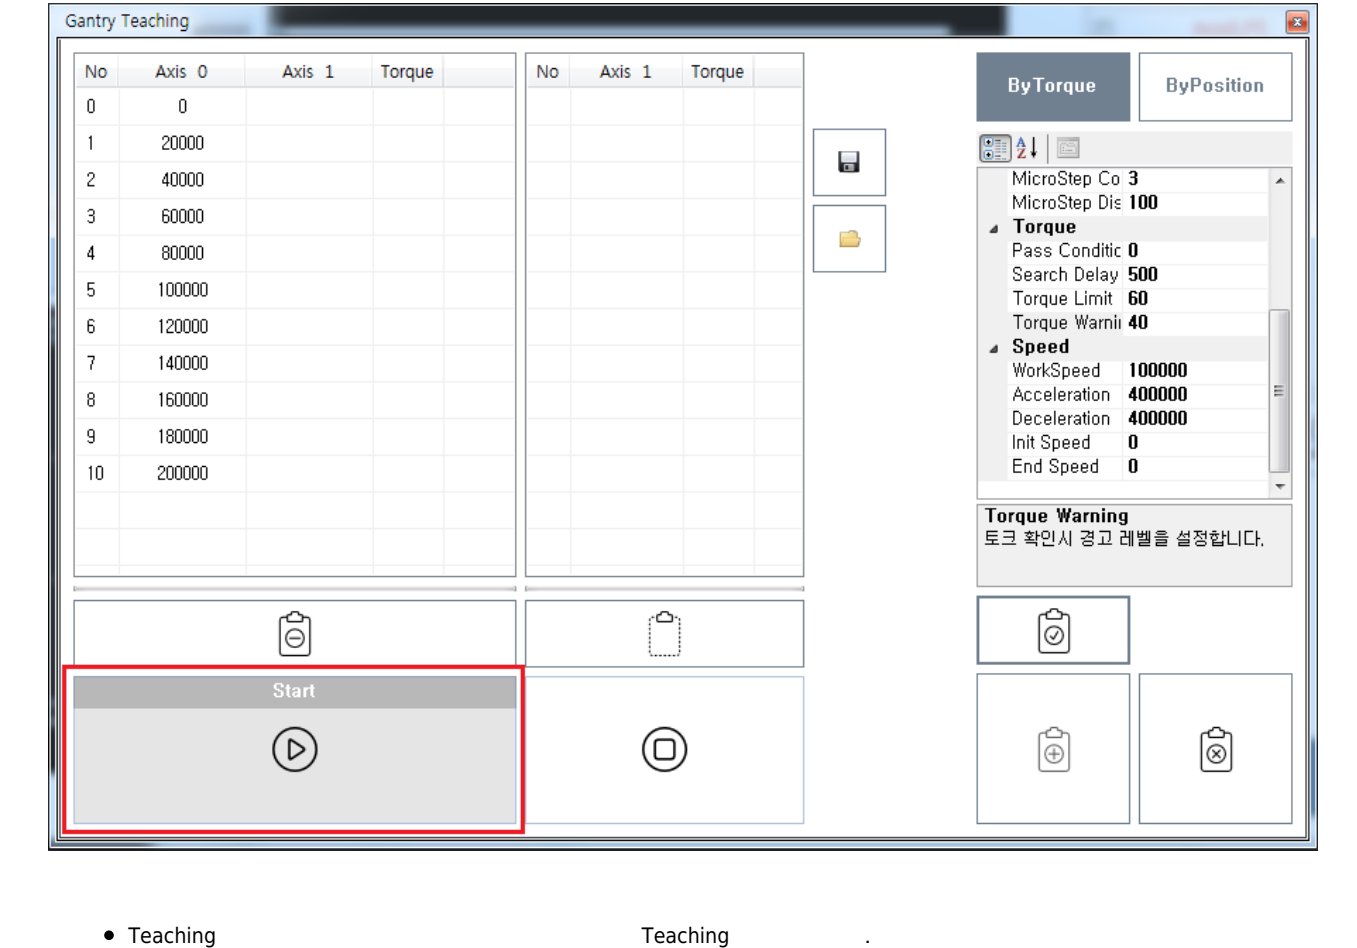 Gantry Teaching
No Axis 0 Axis 1 Torque
0 0
1 20000
2 40000
3 60000
4 80000
5 100000
6 120000
7 140000
8 160000
9 180000
10 200000
No Axis 1 Torque
ByTorque ByPosition
MicroStep Co 3
MicroStep Dis 100
Torque
Pass Conditic 0
Search Delay 500
Torque Limit 60
Torque Warnii 40
Speed
WorkSpeed 100000
Acceleration 400000
Deceleration 400000
Init Speed 0
End Speed 0
Torque Warning
토크 확인시 경고 레벨을 설정합니다.
Start
• Teaching Teaching .